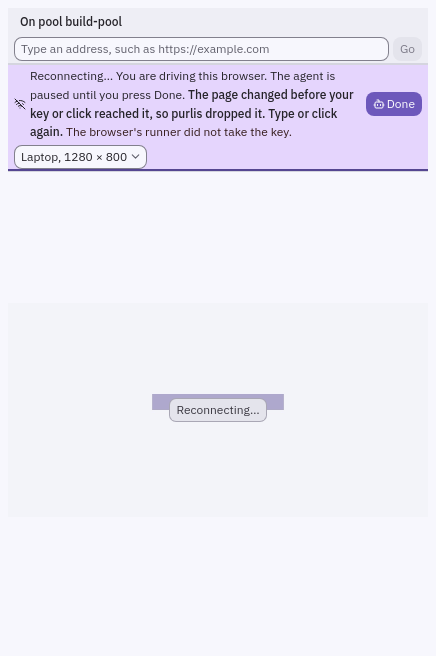 On pool build-pool
Type an address, such as https://example.com
Go
Reconnecting... You are driving this browser. The agent is
paused until you press Done. The page changed before your
key or click reached it, so purlis dropped it. Type or click
again. The browser's runner did not take the key.
Done
Laptop, 1280 × 800
Reconnecting...